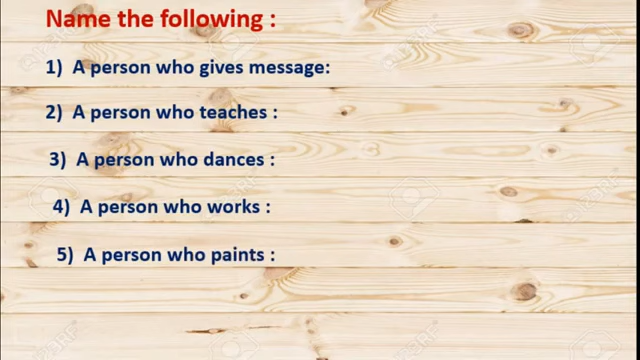 Name the following :
1) A person who gives message:
2) A person who teaches :
3) A person who dances :
4) A person who works :
5) A person who paints :